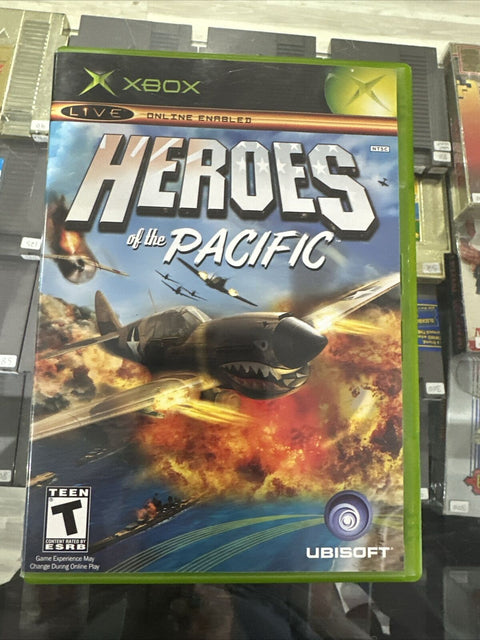 XBOX
LIVE ONLINE ENABLED
NTSC
HEROES
of the PACIFIC
TEEN
T
CONTENT RATED BY
ESRB
Game Experience May
Change During Online Play
UBISOFT